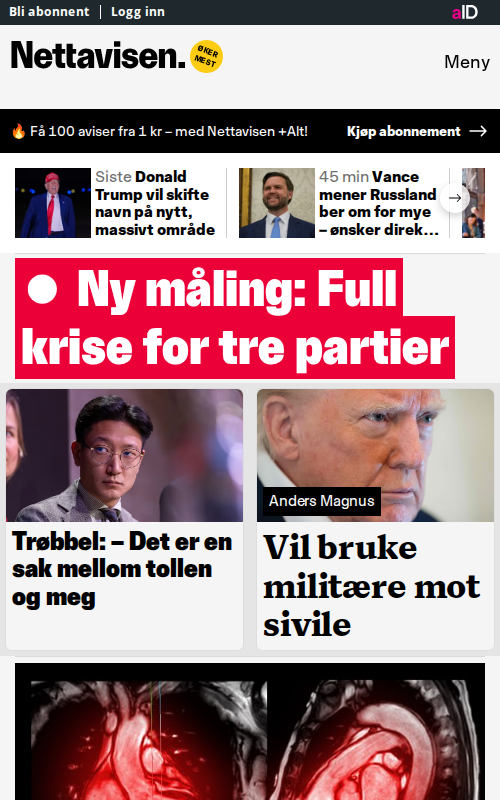 Bli abonnent
Logg inn
aID
Nettavisen.
ØKER
MEST
Meny
🔥 Få 100 aviser fra 1 kr – med Nettavisen +Alt!
Kjøp abonnement →
Siste Donald
Trump vil skifte
navn på nytt,
massivt område
45 min Vance
mener Russland
ber om for mye
– ønsker direk...
Ny måling: Full
krise for tre partier
Trøbbel: – Det er en
sak mellom tollen
og meg
Anders Magnus
Vil bruke
militære mot
sivile